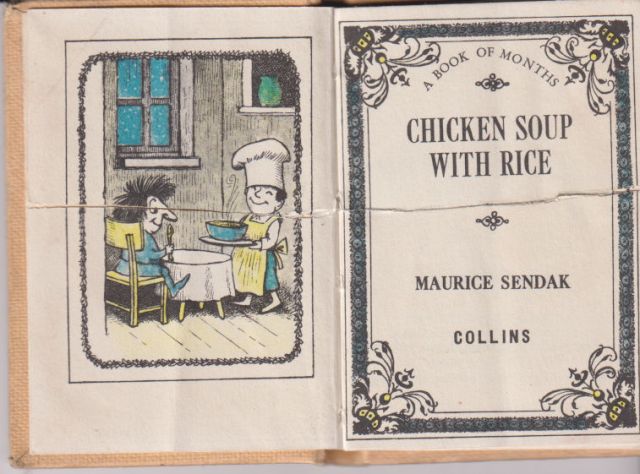 A BOOK OF MONTHS
CHICKEN SOUP
WITH RICE
MAURICE SENDAK
COLLINS